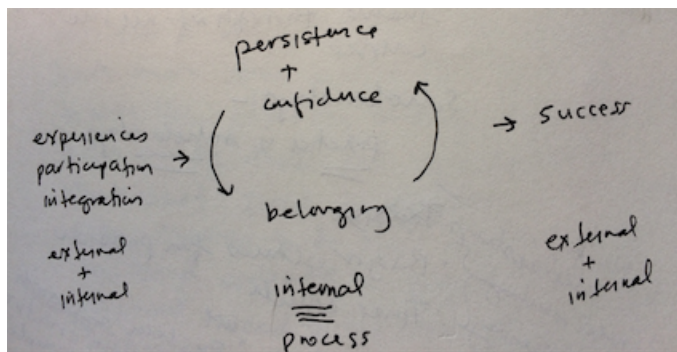 experiences
participation
integration
→
external
+
internal
persistence
+
confidence
belonging
internal
process
→ success
external
+
internal